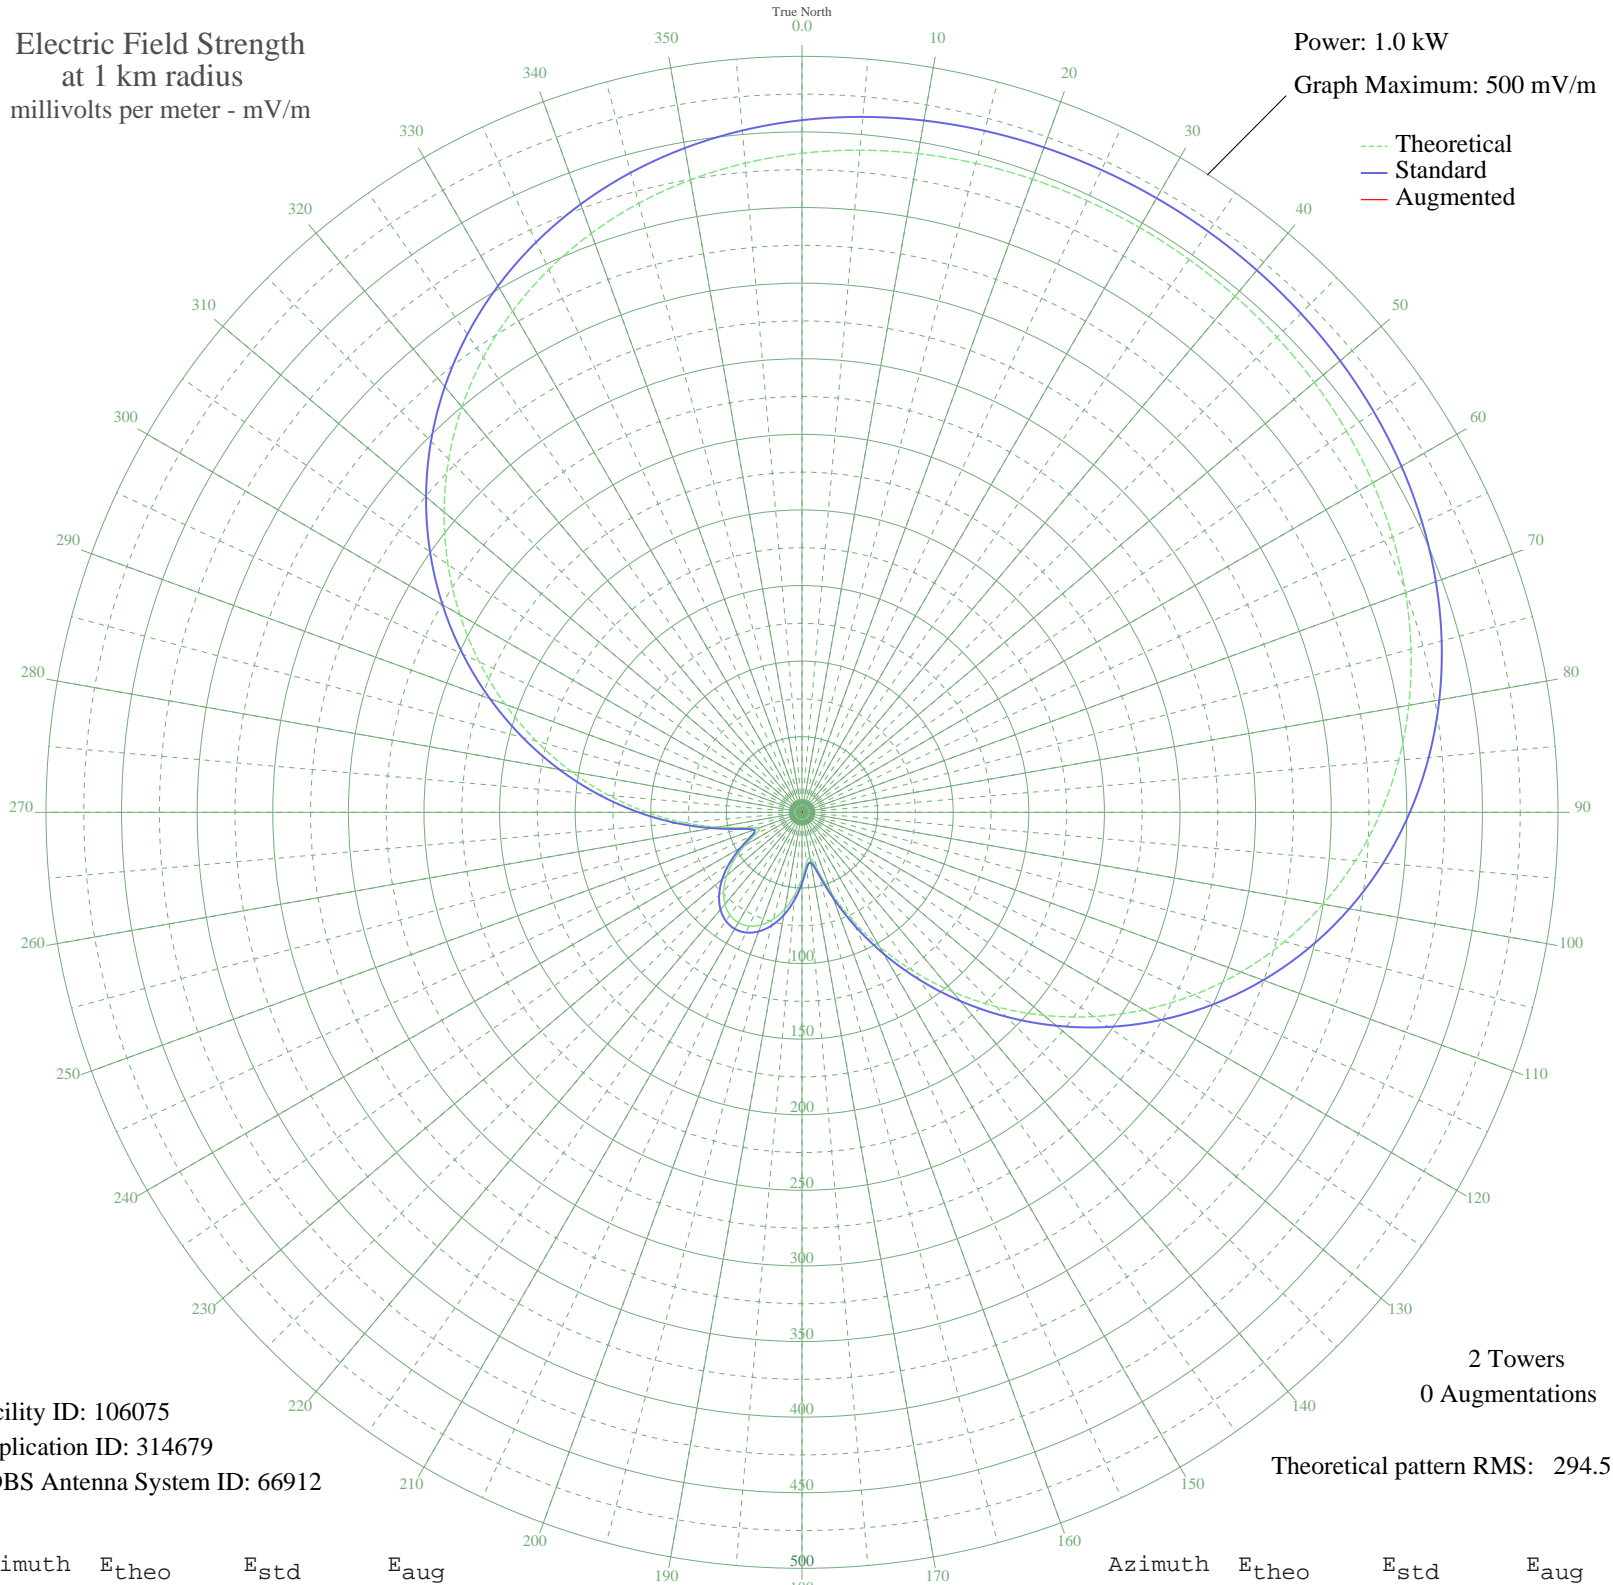 True North
0.0
Electric Field Strength
at 1 km radius
millivolts per meter - mV/m
Power: 1.0 kW
Graph Maximum: 500 mV/m
Theoretical
Standard
Augmented
10
20
30
40
50
60
70
80
90
100
110
120
130
140
150
160
170
190
200
210
220
230
240
250
260
270
280
290
300
310
320
330
340
350
100
150
200
250
300
350
400
450
500
2 Towers
0 Augmentations
Theoretical pattern RMS: 294.5
cility ID: 106075
plication ID: 314679
DBS Antenna System ID: 66912
imuth Etheo Estd Eaug
Azimuth Etheo Estd Eaug